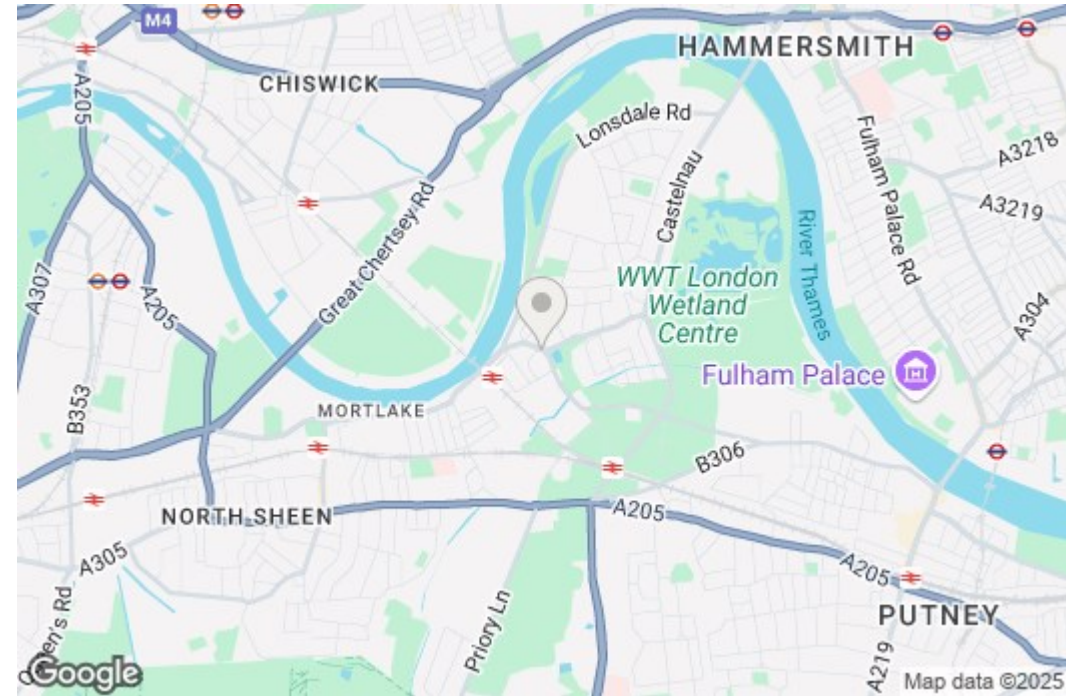 M4
HAMMERSMITH
CHISWICK
A205
Lonsdale Rd
Fulham Palace Rd
A3218
Castelnau
A3219
Great Chertsey Rd
River Thames
A307
WWT London
Wetland
Centre
A205
A304
Fulham Palace
B353
MORTLAKE
B306
NORTH SHEEN
A205
A305
A205
PUTNEY
Priory Ln
A219
Google
Map data ©2025